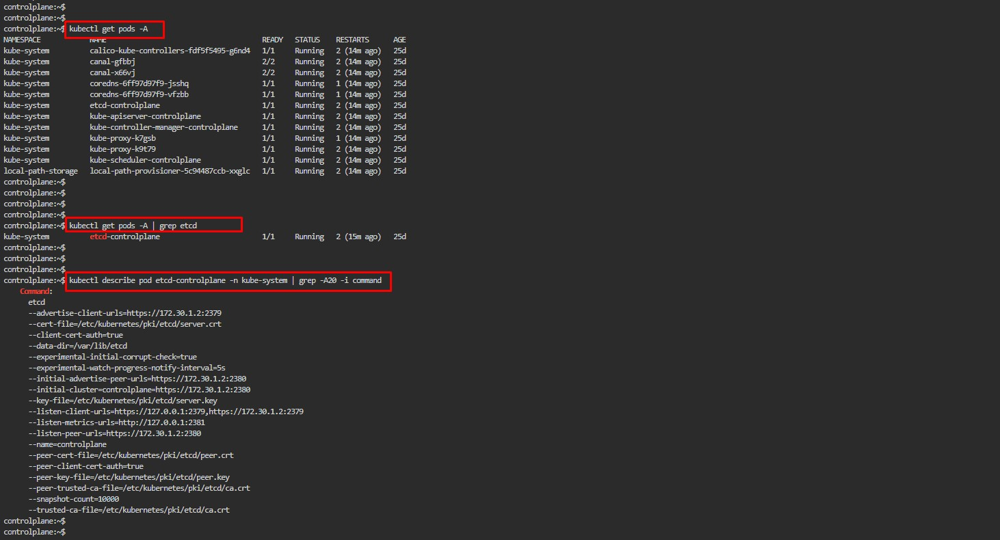 controlplane:~$
controlplane:~$
controlplane:~$ kubectl get pods -A
NAMESPACE NAME READY STATUS RESTARTS AGE
kube-system calico-kube-controllers-fdf5f5495-g6nd4 1/1 Running 2 (14m ago) 25d
kube-system canal-gfbbj 2/2 Running 2 (14m ago) 25d
kube-system canal-x66vj 2/2 Running 2 (14m ago) 25d
kube-system coredns-6ff97d97f9-jsshq 1/1 Running 1 (14m ago) 25d
kube-system coredns-6ff97d97f9-vfzbb 1/1 Running 1 (14m ago) 25d
kube-system etcd-controlplane 1/1 Running 2 (14m ago) 25d
kube-system kube-apiserver-controlplane 1/1 Running 2 (14m ago) 25d
kube-system kube-controller-manager-controlplane 1/1 Running 2 (14m ago) 25d
kube-system kube-proxy-k7gsb 1/1 Running 1 (14m ago) 25d
kube-system kube-proxy-k9t79 1/1 Running 2 (14m ago) 25d
kube-system kube-scheduler-controlplane 1/1 Running 2 (14m ago) 25d
local-path-storage local-path-provisioner-5c94487ccb-xxglc 1/1 Running 2 (14m ago) 25d
controlplane:~$
controlplane:~$
controlplane:~$
controlplane:~$
controlplane:~$ kubectl get pods -A | grep etcd
kube-system etcd-controlplane 1/1 Running 2 (15m ago) 25d
controlplane:~$
controlplane:~$
controlplane:~$
controlplane:~$ kubectl describe pod etcd-controlplane -n kube-system | grep -A20 -i command
Command:
etcd
--advertise-client-urls=https://172.30.1.2:2379
--cert-file=/etc/kubernetes/pki/etcd/server.crt
--client-cert-auth=true
--data-dir=/var/lib/etcd
--experimental-initial-corrupt-check=true
--experimental-watch-progress-notify-interval=5s
--initial-advertise-peer-urls=https://172.30.1.2:2380
--initial-cluster=controlplane=https://172.30.1.2:2380
--key-file=/etc/kubernetes/pki/etcd/server.key
--listen-client-urls=https://127.0.0.1:2379,https://172.30.1.2:2379
--listen-metrics-urls=http://127.0.0.1:2381
--listen-peer-urls=https://172.30.1.2:2380
--name=controlplane
--peer-cert-file=/etc/kubernetes/pki/etcd/peer.crt
--peer-client-cert-auth=true
--peer-key-file=/etc/kubernetes/pki/etcd/peer.key
--peer-trusted-ca-file=/etc/kubernetes/pki/etcd/ca.crt
--snapshot-count=10000
--trusted-ca-file=/etc/kubernetes/pki/etcd/ca.crt
controlplane:~$
controlplane:~$